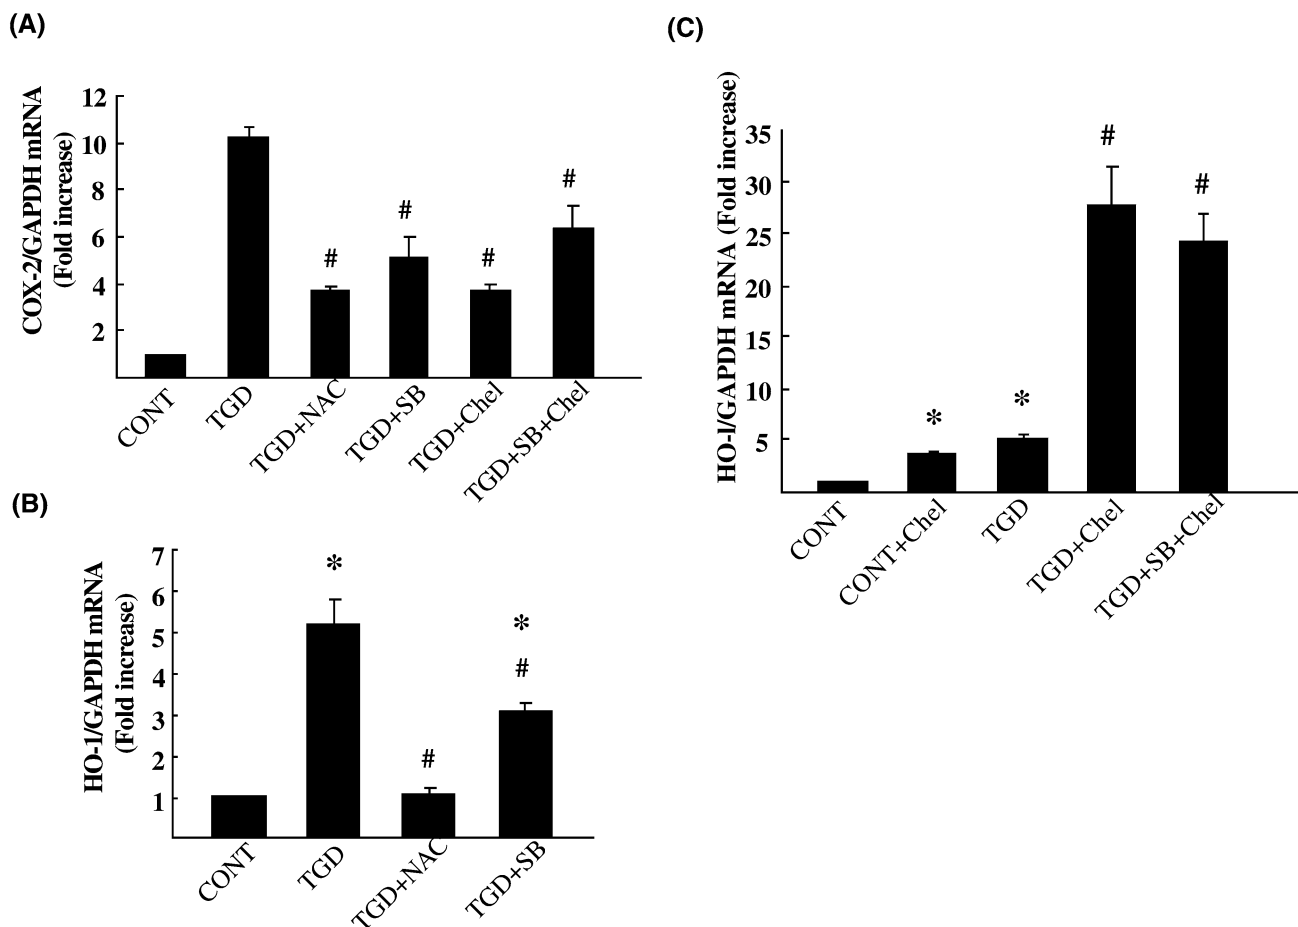 (A)
COX-2/GAPDH mRNA
(Fold increase)
12
10
8
6
4
2
#
#
#
#
CONT
TGD
TGD+NAC
TGD+SB
TGD+Chel
TGD+SB+Chel
(B)
HO-1/GAPDH mRNA
(Fold increase)
7
6
5
4
3
2
1
*
#
*
#
CONT
TGD
TGD+NAC
TGD+SB
(C)
HO-1/GAPDH mRNA (Fold increase)
35
30
25
20
15
10
5
*
*
#
#
CONT
CONT+Chel
TGD
TGD+Chel
TGD+SB+Chel